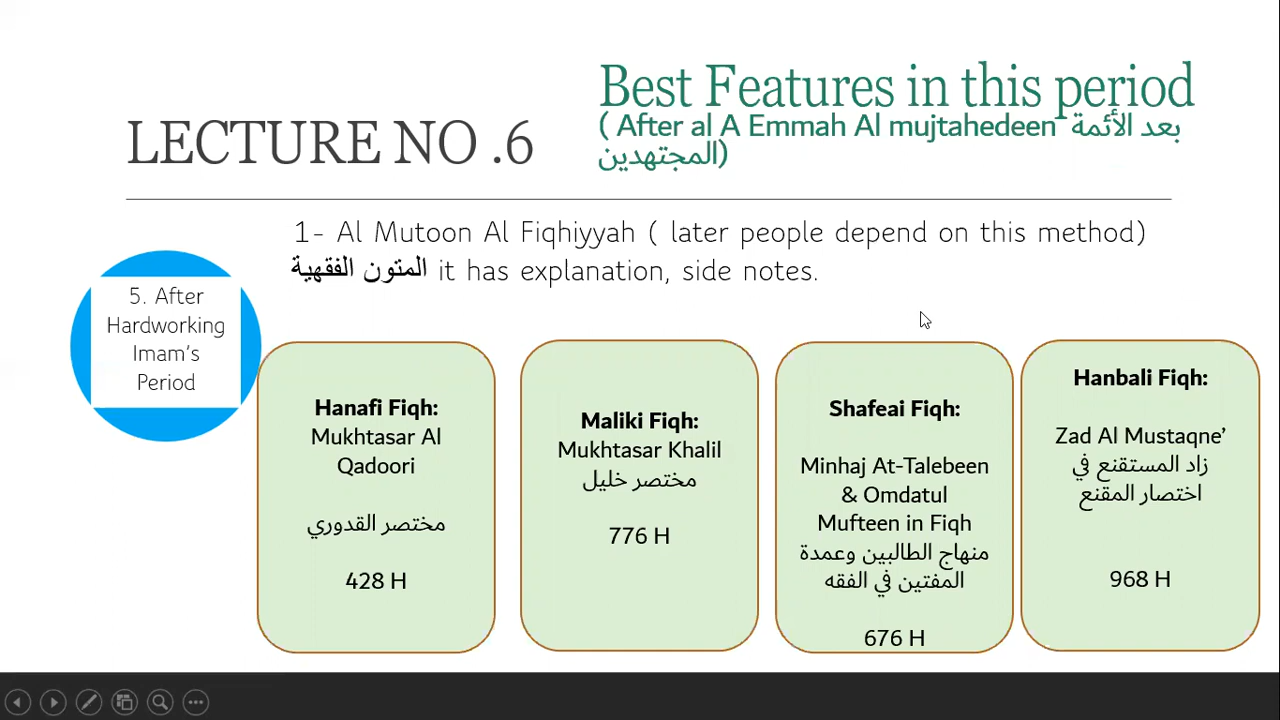 LECTURE NO .6
Best Features in this period
( After al A Emmah Al mujtahedeen بعد الأئمة
المجتهدين)
1- Al Mutoon Al Fiqhiyyah ( later people depend on this method)
المتون الفقهية it has explanation, side notes.
5. After
Hardworking
Imam's
Period
Hanafi Fiqh:
Mukhtasar Al
Qadoori
مختصر القدوري
428 H
Maliki Fiqh:
Mukhtasar Khalil
مختصر خليل
776 H
Shafeai Fiqh:
Minhaj At-Talebeen
& Omdatul
Mufteen in Fiqh
منهاج الطالبين وعمدة
المفتين في الفقه
676 H
Hanbali Fiqh:
Zad Al Mustaqne’
زاد المستقنع في
اختصار المقنع
968 H